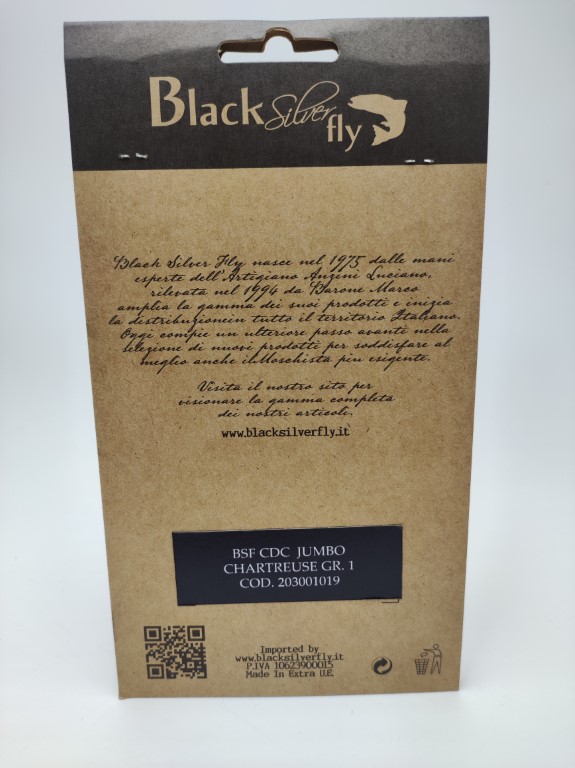 Black Silver fly
Black Silver Fly nasce nel 1975 dalle mani
esperte dell'Artigiano Anzini Luciano,
rilevata nel 1994 da Barone Marco
amplia la gamma dei suoi prodotti e inizia
la distribuzionein tutto il territorio Italiano.
Oggi compie un ulteriore passo avanti nella
selezione di nuovi prodotti per soddisfare al
meglio anche il Moschista più esigente.
Visita il nostro sito per
visionare la gamma completa
dei nostri articoli.
www.blacksilverfly.it
BSF CDC JUMBO
CHARTREUSE GR. 1
COD. 203001019
Imported by
www.blacksilverfly.it
P.IVA 10623900015
Made In Extra U.E.